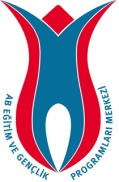 AB EĞİTİM VE GENÇLİK
PROGRAMLARI MERKEZİ